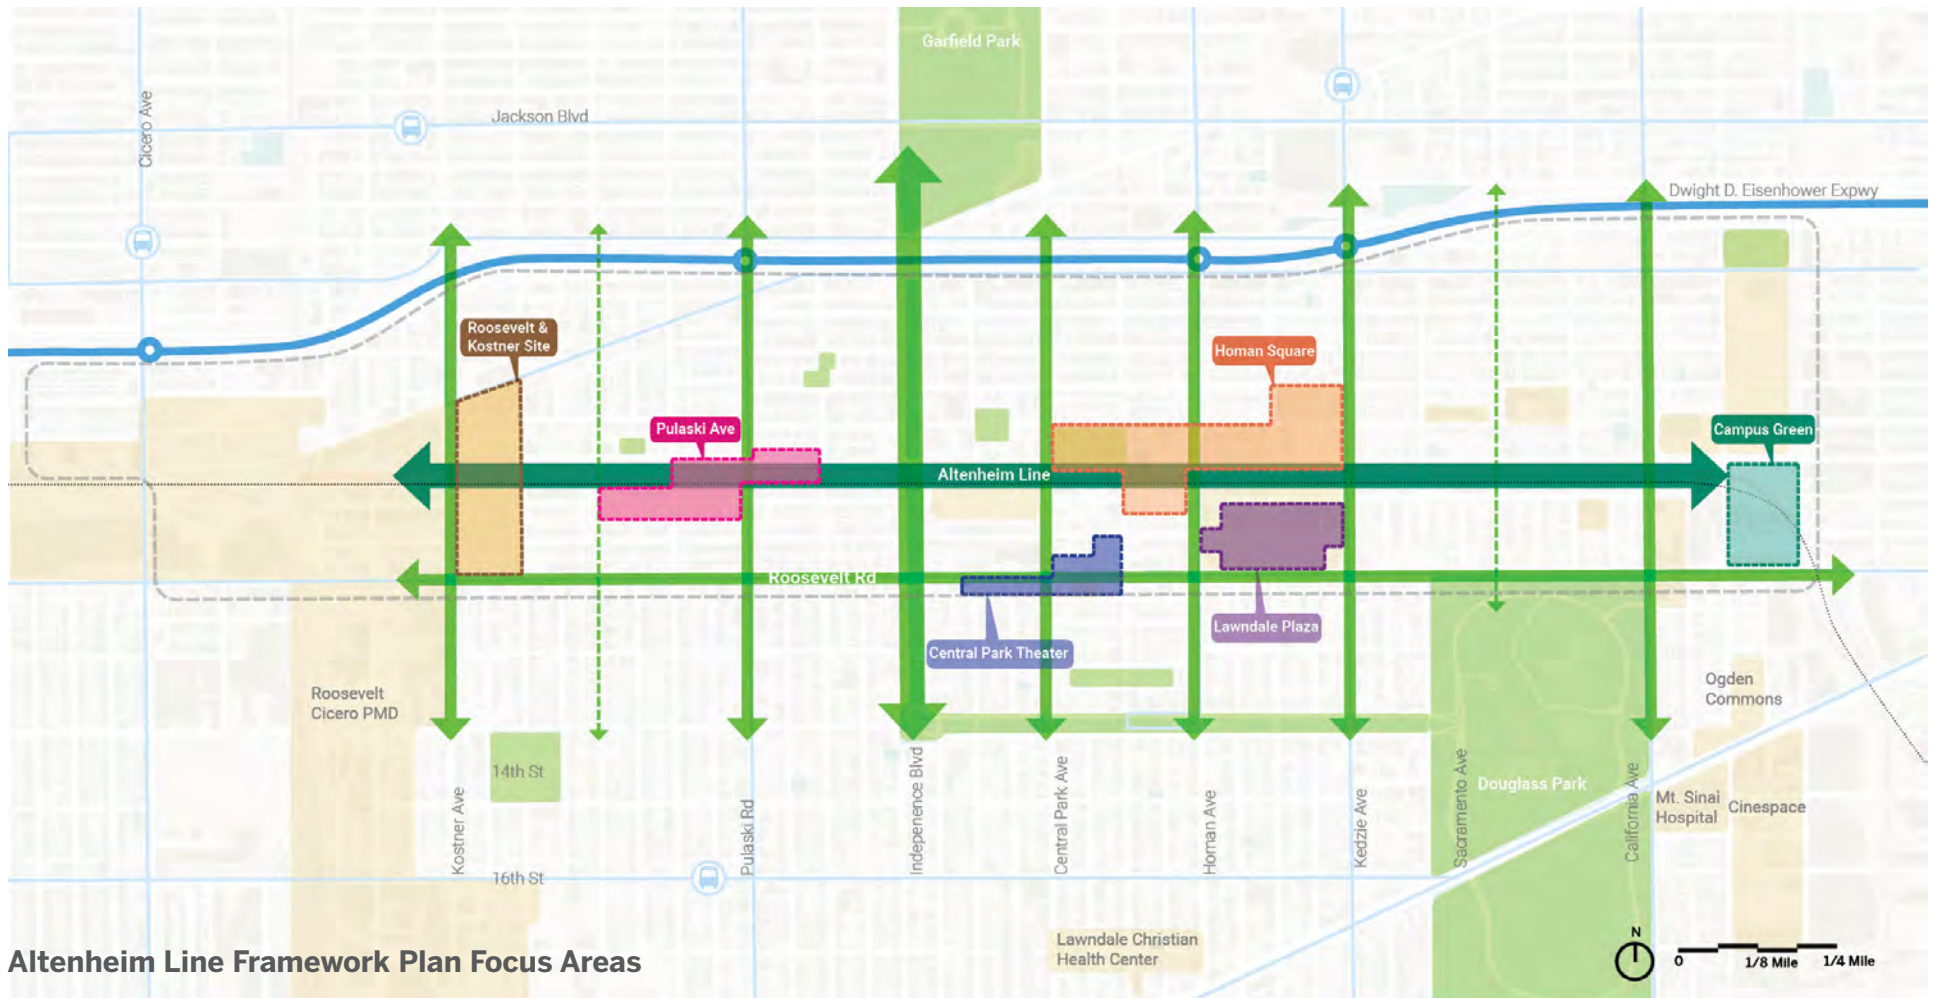 Garfield Park
Jackson Blvd
Cicero Ave
Dwight D. Eisenhower Expwy
Roosevelt &
Kostner Site
Homan Square
Pulaski Ave
Campus Green
Altenheim Line
Roosevelt Rd
Lawndale Plaza
Central Park Theater
Roosevelt
Cicero PMD
Ogden
Commons
14th St
Kostner Ave
Pulaski Rd
Indepenence Blvd
Central Park Ave
Homan Ave
Kedzie Ave
Sacramento Ave
California Ave
Douglass Park
Mt. Sinai
Hospital
Cinespace
16th St
Lawndale Christian
Health Center
N
0
1/8 Mile
1/4 Mile
Altenheim Line Framework Plan Focus Areas